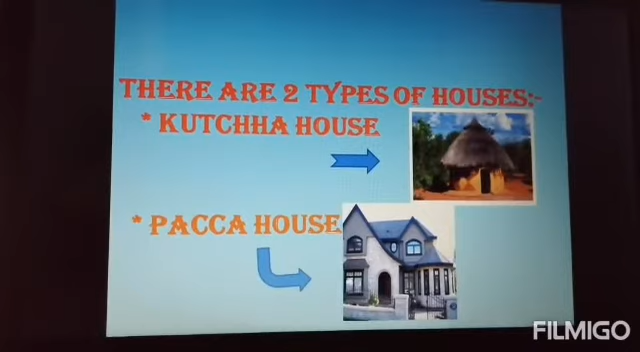 THERE ARE 2 TYPES OF HOUSES:-
* KUTCHHA HOUSE
* PACCA HOUSE
FILMIGO